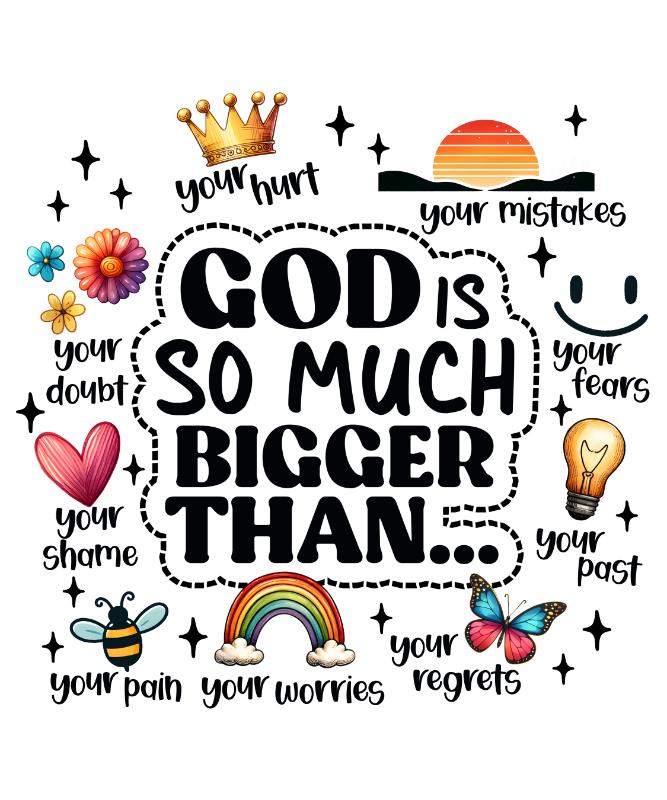 your hurt
your mistakes
GOD IS
SO MUCH
BIGGER
THAN...
your
doubt
your
fears
your
shame
your
past
your pain
your worries
your
regrets